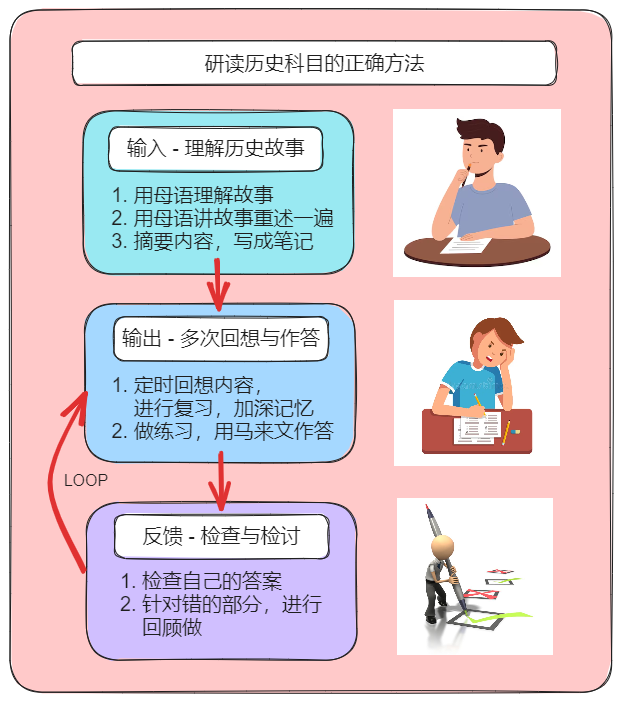 研读历史科目的正确方法
输入 - 理解历史故事
1. 用母语理解故事
2. 用母语讲故事重述一遍
3. 摘要内容，写成笔记
输出 - 多次回想与作答
1. 定时回想内容，
进行复习，加深记忆
2. 做练习，用马来文作答
LOOP
反馈 - 检查与检讨
1. 检查自己的答案
2. 针对错的部分，进行
回顾做